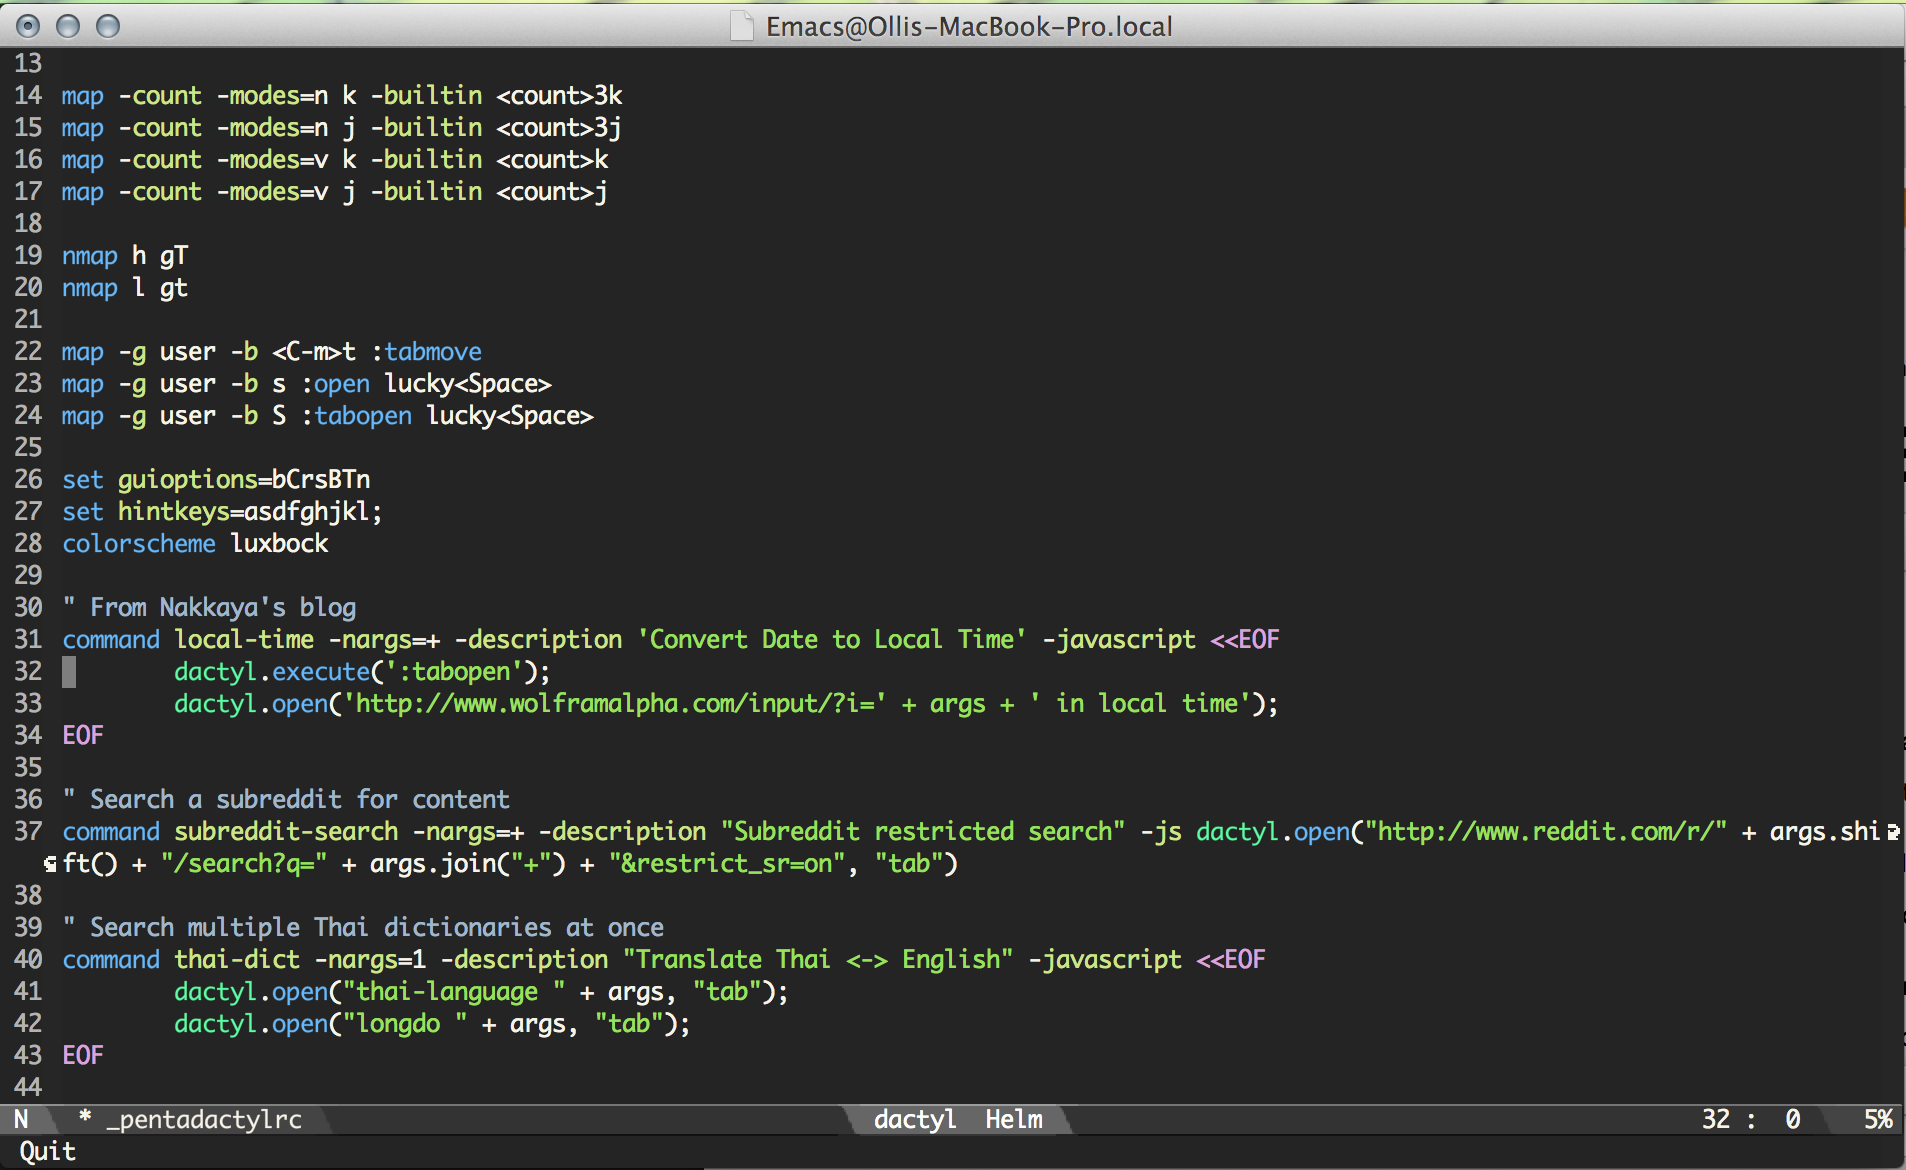 Emacs@Ollis-MacBook-Pro.local
13
14 map -count -modes=n k -builtin <count>3k
15 map -count -modes=n j -builtin <count>3j
16 map -count -modes=v k -builtin <count>k
17 map -count -modes=v j -builtin <count>j
18
19 nmap h gT
20 nmap l gt
21
22 map -g user -b <C-m>t :tabmove
23 map -g user -b s :open lucky<Space>
24 map -g user -b S :tabopen lucky<Space>
25
26 set guioptions=bCrsBTn
27 set hintkeys=asdfghjkl;
28 colorscheme luxbock
29
30 " From Nakkaya's blog
31 command local-time -nargs=+ -description 'Convert Date to Local Time' -javascript <<EOF
32         dactyl.execute(':tabopen');
33         dactyl.open('http://www.wolframalpha.com/input/?i=' + args + ' in local time');
34 EOF
35
36 " Search a subreddit for content
37 command subreddit-search -nargs=+ -description "Subreddit restricted search" -js dactyl.open("http://www.reddit.com/r/" + args.shi
ft() + "/search?q=" + args.join("+") + "&restrict_sr=on", "tab")
38
39 " Search multiple Thai dictionaries at once
40 command thai-dict -nargs=1 -description "Translate Thai <-> English" -javascript <<EOF
41         dactyl.open("thai-language " + args, "tab");
42         dactyl.open("longdo " + args, "tab");
43 EOF
44
N * _pentadactylrc dactyl Helm 32 : 0 5%
Quit